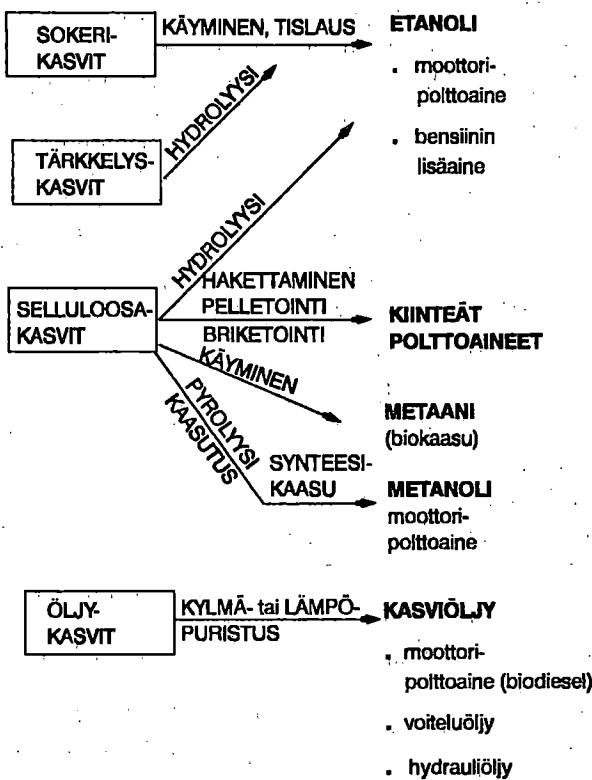 SOKERI-
KASVIT
KÄYMINEN, TISLAUS
ETANOLI
. moottori-
polttoaine
. bensiinin
lisäaine
HYDROLYYSI
TÄRKKELYS-
KASVIT
HYDROLYYSI
SELLULOOSA-
KASVIT
HAKETTAMINEN
PELLETOINTI
BRIKETOINTI
KIINTEÄT
POLTTOAINEET
KÄYMINEN
METAANI
(biokaasu)
PYROLYYSI
KAASUTUS
SYNTEESI-
KAASU
METANOLI
moottori-
polttoaine
ÖLJY-
KASVIT
KYLMÄ- tai LÄMPÖ-
PURISTUS
KASVIÖLJY
. moottori-
polttoaine (biodiesel)
. voiteluöljy
. hydrauliöljy